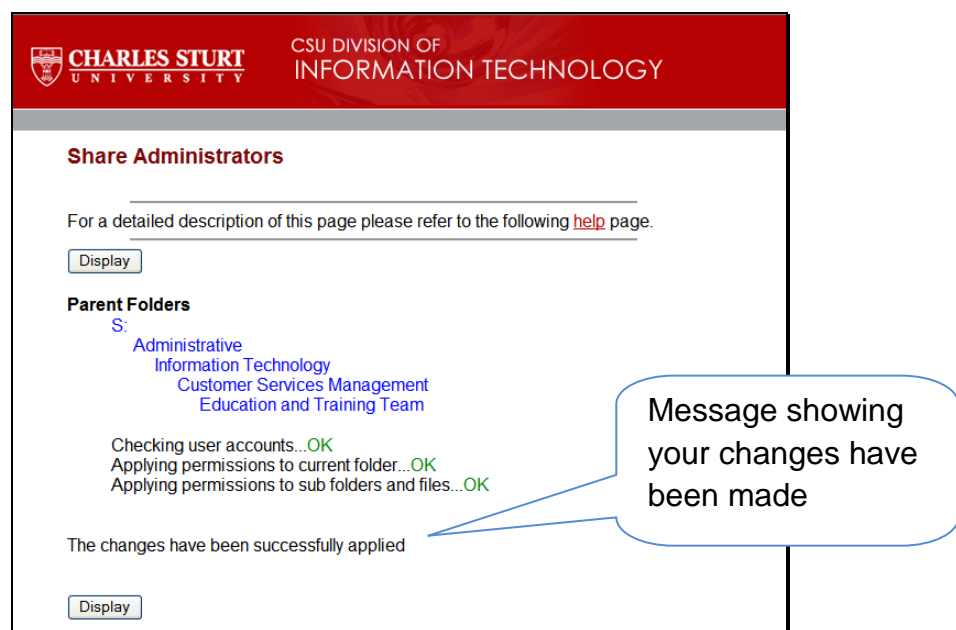 CHARLES STURT
UNIVERSITY
CSU DIVISION OF
INFORMATION TECHNOLOGY
Share Administrators
For a detailed description of this page please refer to the following help page.
Display
Parent Folders
S:
Administrative
Information Technology
Customer Services Management
Education and Training Team
Checking user accounts...OK
Applying permissions to current folder...OK
Applying permissions to sub folders and files...OK
Message showing
your changes have
been made
The changes have been successfully applied
Display